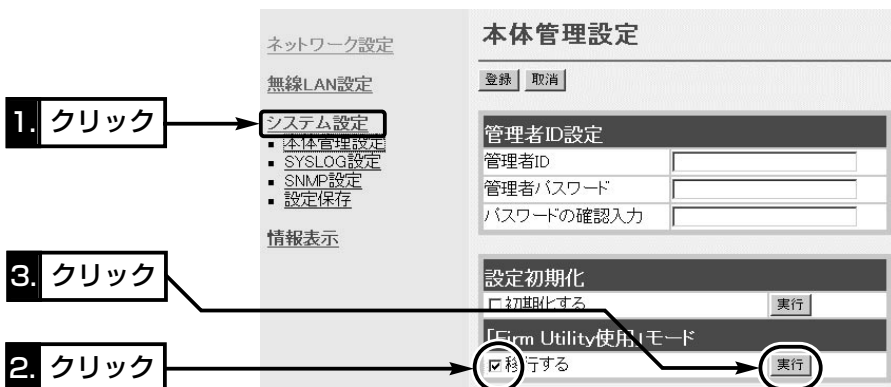 ネットワーク設定
無線LAN設定
システム設定
本体管理設定
SYSLOG設定
SNMP設定
設定保存
情報表示
本体管理設定
登録 取消
管理者ID設定
管理者ID
管理者パスワード
パスワードの確認入力
設定初期化
初期化する 実行
「Firm Utility使用」モード
移行する 実行
1. クリック
3. クリック
2. クリック